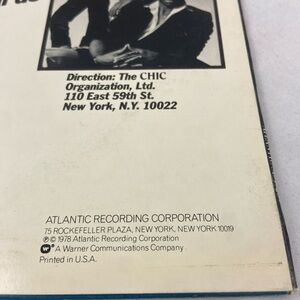 Direction: The CHIC
Organization, Ltd.
110 East 59th St.
New York, N.Y. 10022
ATLANTIC RECORDING CORPORATION
75 ROCKEFELLER PLAZA, NEW YORK, NEW YORK 10019
℗ © 1978 Atlantic Recording Corporation
A Warner Communications Company
Printed in U.S.A.